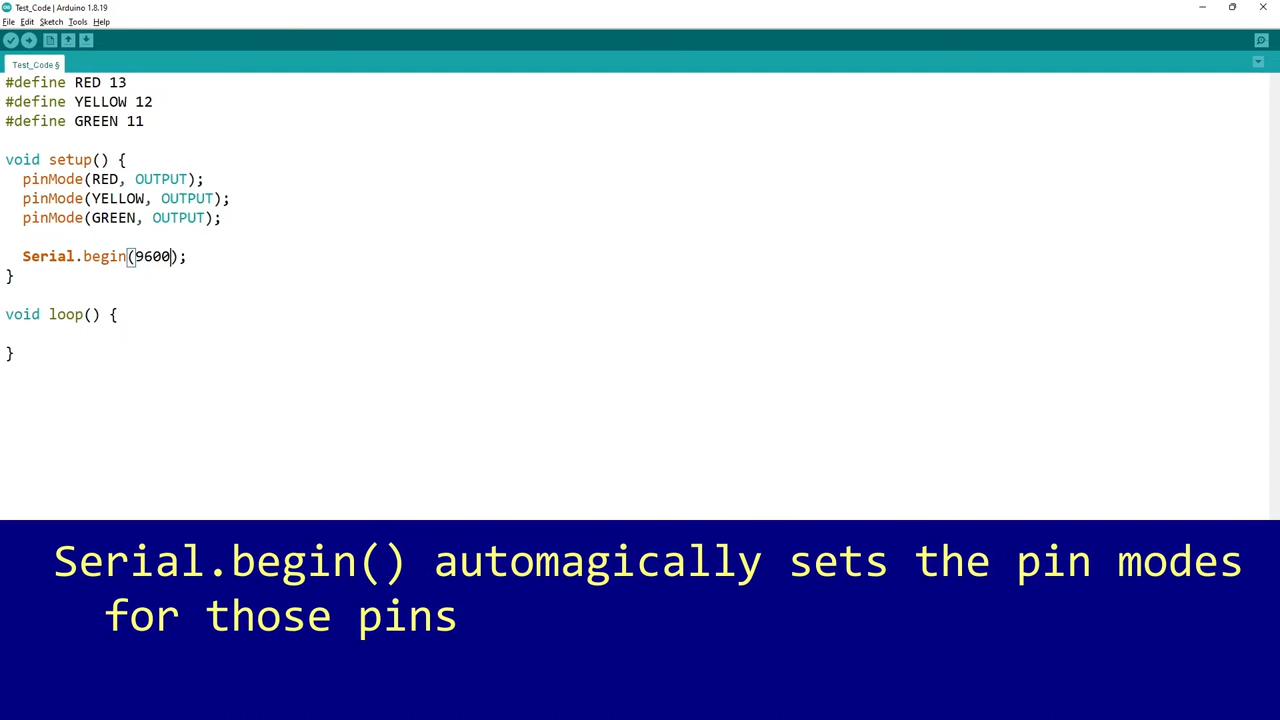 Test_Code | Arduino 1.8.19
File Edit Sketch Tools Help
Test_Code §
#define RED 13
#define YELLOW 12
#define GREEN 11
void setup() {
  pinMode(RED, OUTPUT);
  pinMode(YELLOW, OUTPUT);
  pinMode(GREEN, OUTPUT);
  Serial.begin(9600);
}
void loop() {
}
Serial.begin() automagically sets the pin modes
for those pins